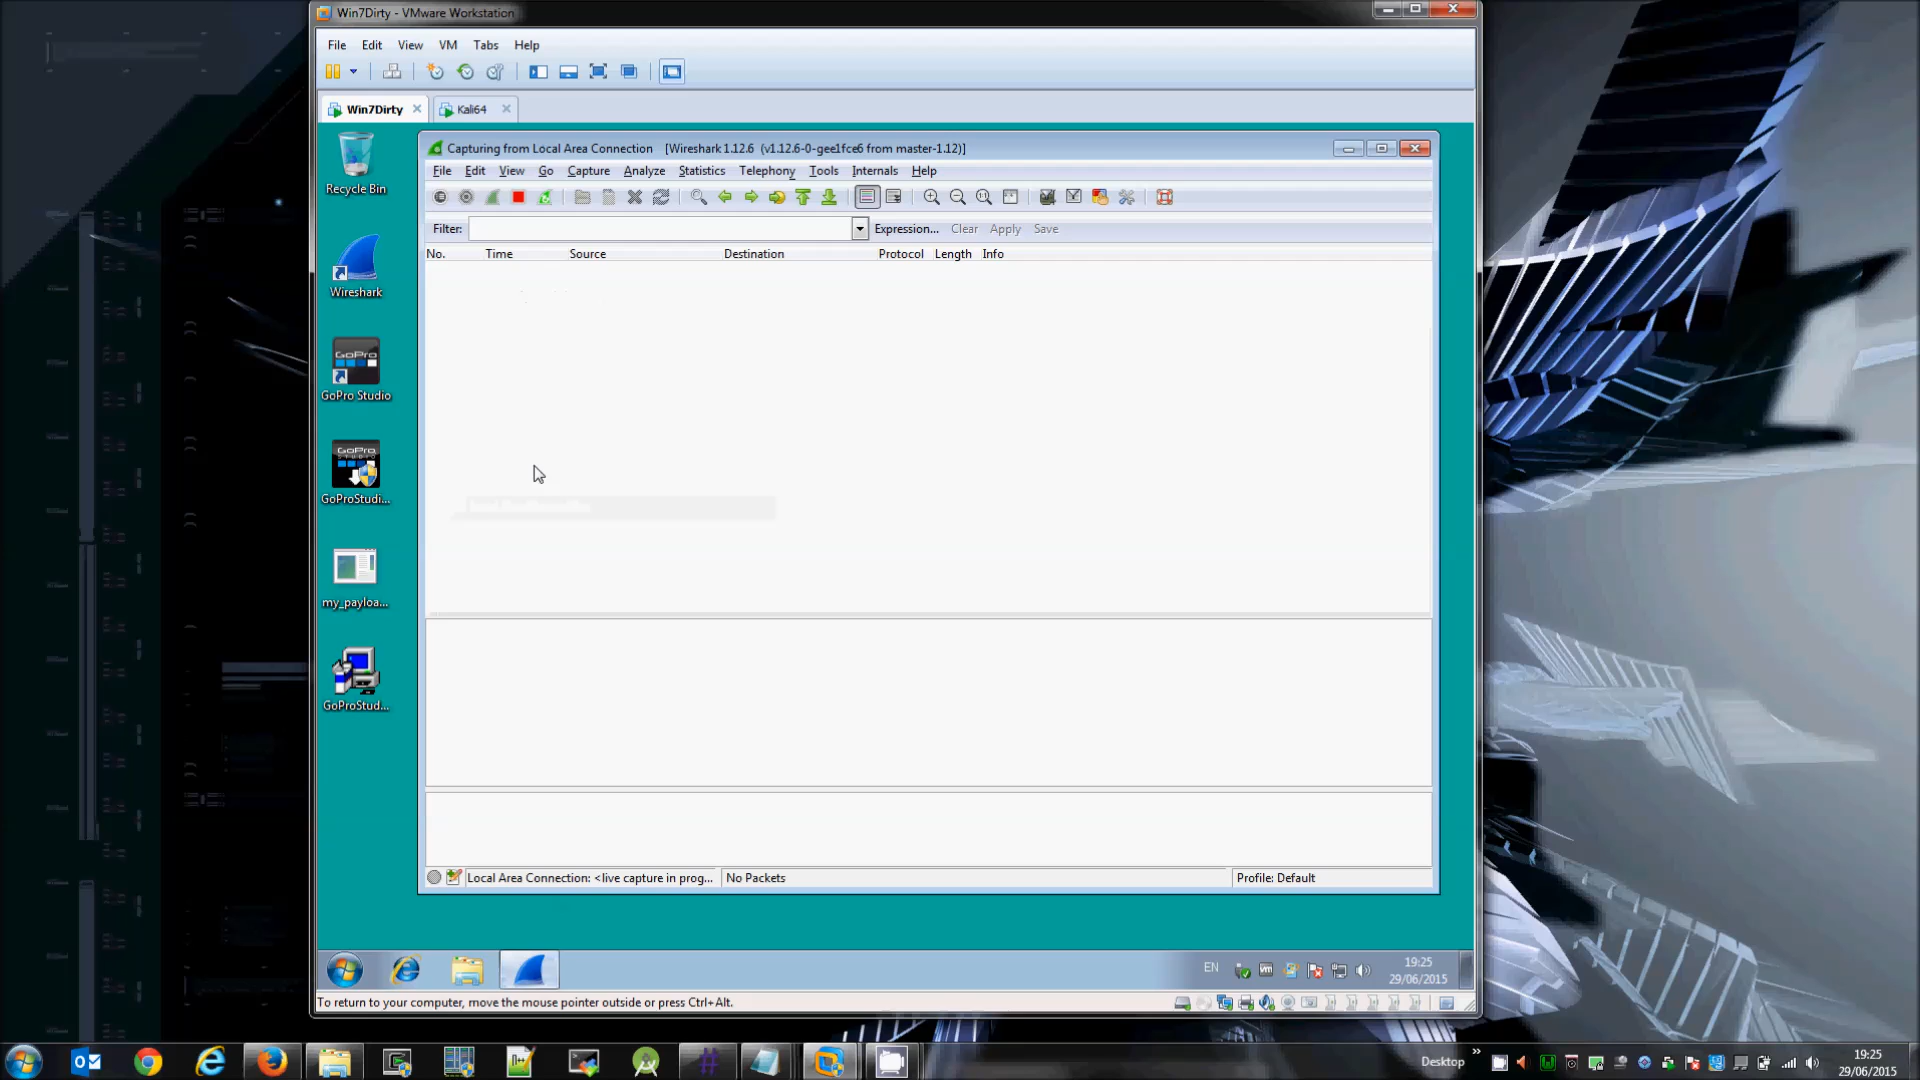 Win7Dirty - VMware Workstation
File Edit View VM Tabs Help
Win7Dirty Kali64
Capturing from Local Area Connection [Wireshark 1.12.6 (v1.12.6-0-gee1fce6 from master-1.12)]
File Edit View Go Capture Analyze Statistics Telephony Tools Internals Help
Filter: Expression... Clear Apply Save
No. Time Source Destination Protocol Length Info
Recycle Bin
Wireshark
GoPro
GoPro Studio
GoPro
STUDIO
GoProStudi...
my_payloa...
GoProStud...
Local Area Connection: <live capture in prog... No Packets Profile: Default
EN
19:25
29/06/2015
To return to your computer, move the mouse pointer outside or press Ctrl+Alt.
Desktop
19:25
29/06/2015